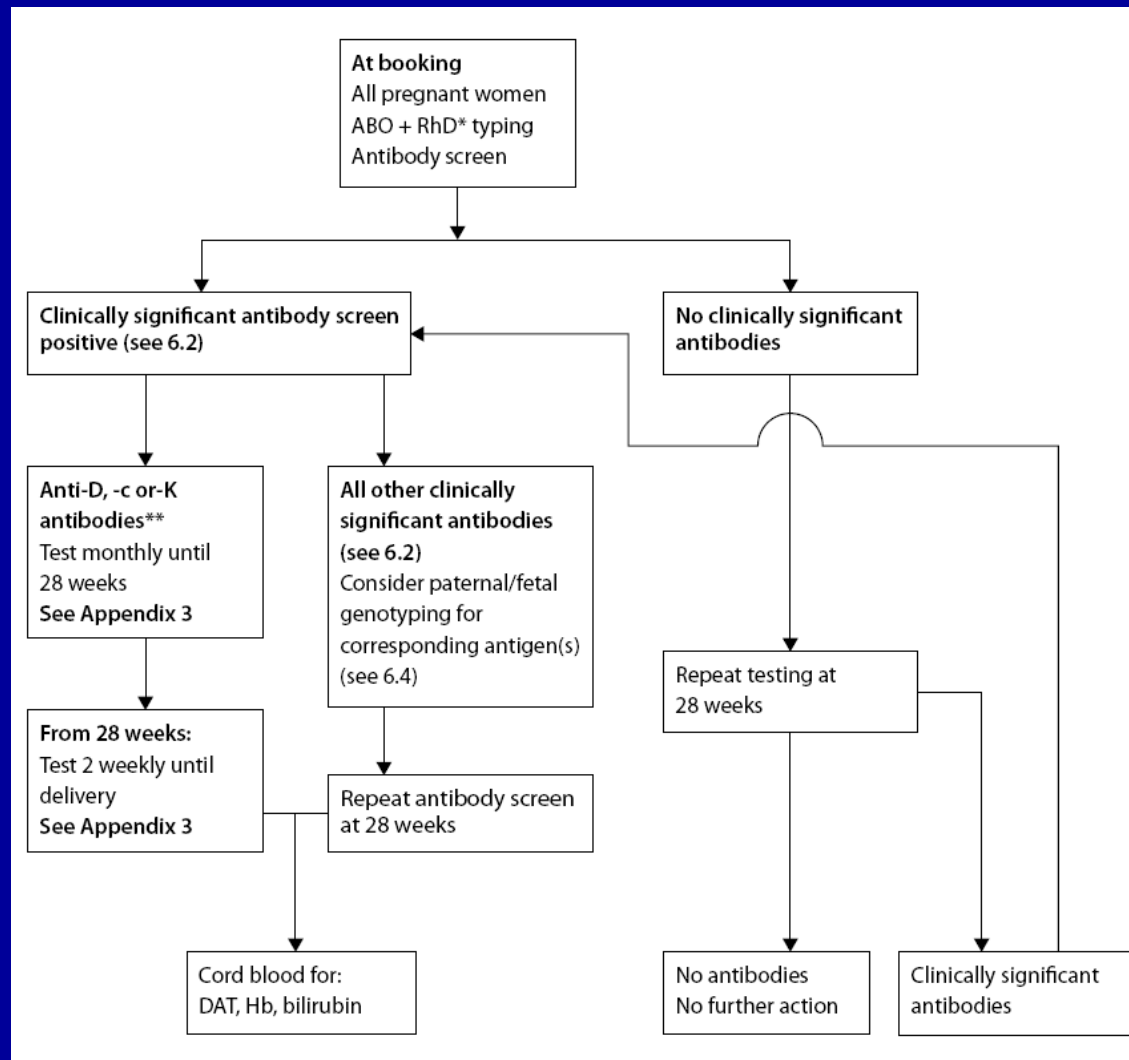 At booking
All pregnant women
ABO + RhD* typing
Antibody screen
Clinically significant antibody screen
positive (see 6.2)
No clinically significant
antibodies
Anti-D, -c or-K
antibodies**
Test monthly until
28 weeks
See Appendix 3
All other clinically
significant antibodies
(see 6.2)
Consider paternal/fetal
genotyping for
corresponding antigen(s)
(see 6.4)
Repeat testing at
28 weeks
From 28 weeks:
Test 2 weekly until
delivery
See Appendix 3
Repeat antibody screen
at 28 weeks
Cord blood for:
DAT, Hb, bilirubin
No antibodies
No further action
Clinically significant
antibodies